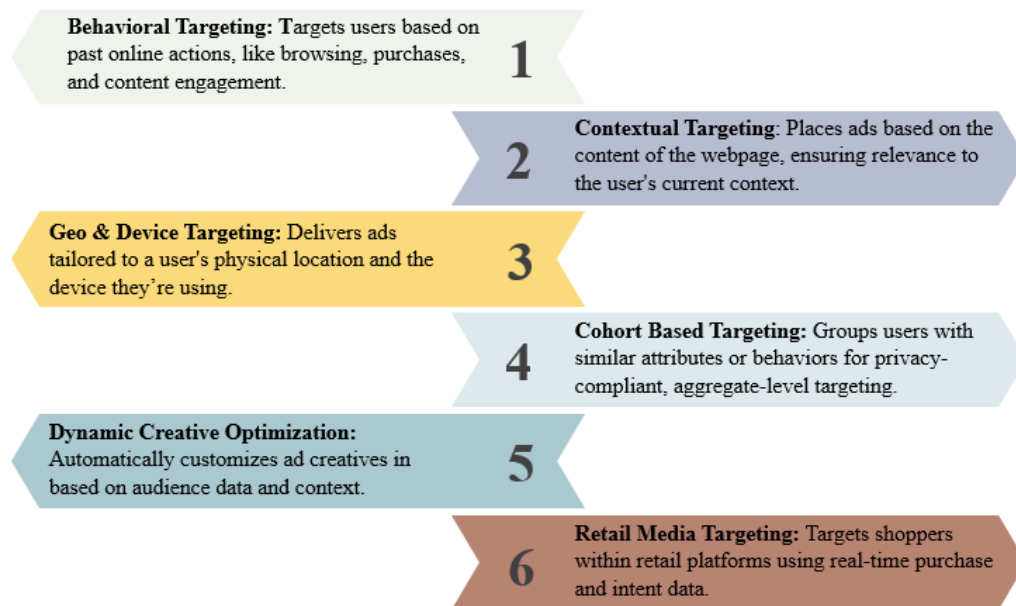 Behavioral Targeting: Targets users based on
past online actions, like browsing, purchases,
and content engagement.
1
2
Contextual Targeting: Places ads based on the
content of the webpage, ensuring relevance to
the user's current context.
Geo & Device Targeting: Delivers ads
tailored to a user's physical location and the
device they’re using.
3
4
Cohort Based Targeting: Groups users with
similar attributes or behaviors for privacy-
compliant, aggregate-level targeting.
Dynamic Creative Optimization:
Automatically customizes ad creatives in
based on audience data and context.
5
6
Retail Media Targeting: Targets shoppers
within retail platforms using real-time purchase
and intent data.